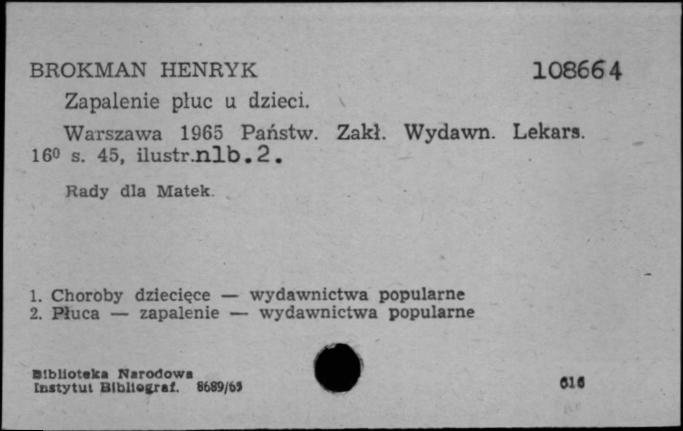 BROKMAN HENRYK 108664
Zapalenie płuc u dzieci.
Warszawa 1965 Państw. Zakł. Wydawn. Lekars.
16⁰ s. 45, ilustr.nlb.2.
Rady dla Matek.
1. Choroby dziecięce — wydawnictwa popularne
2. Płuca — zapalenie — wydawnictwa popularne
Biblioteka Narodowa
Instytut Bibliograf. 8689/65 616